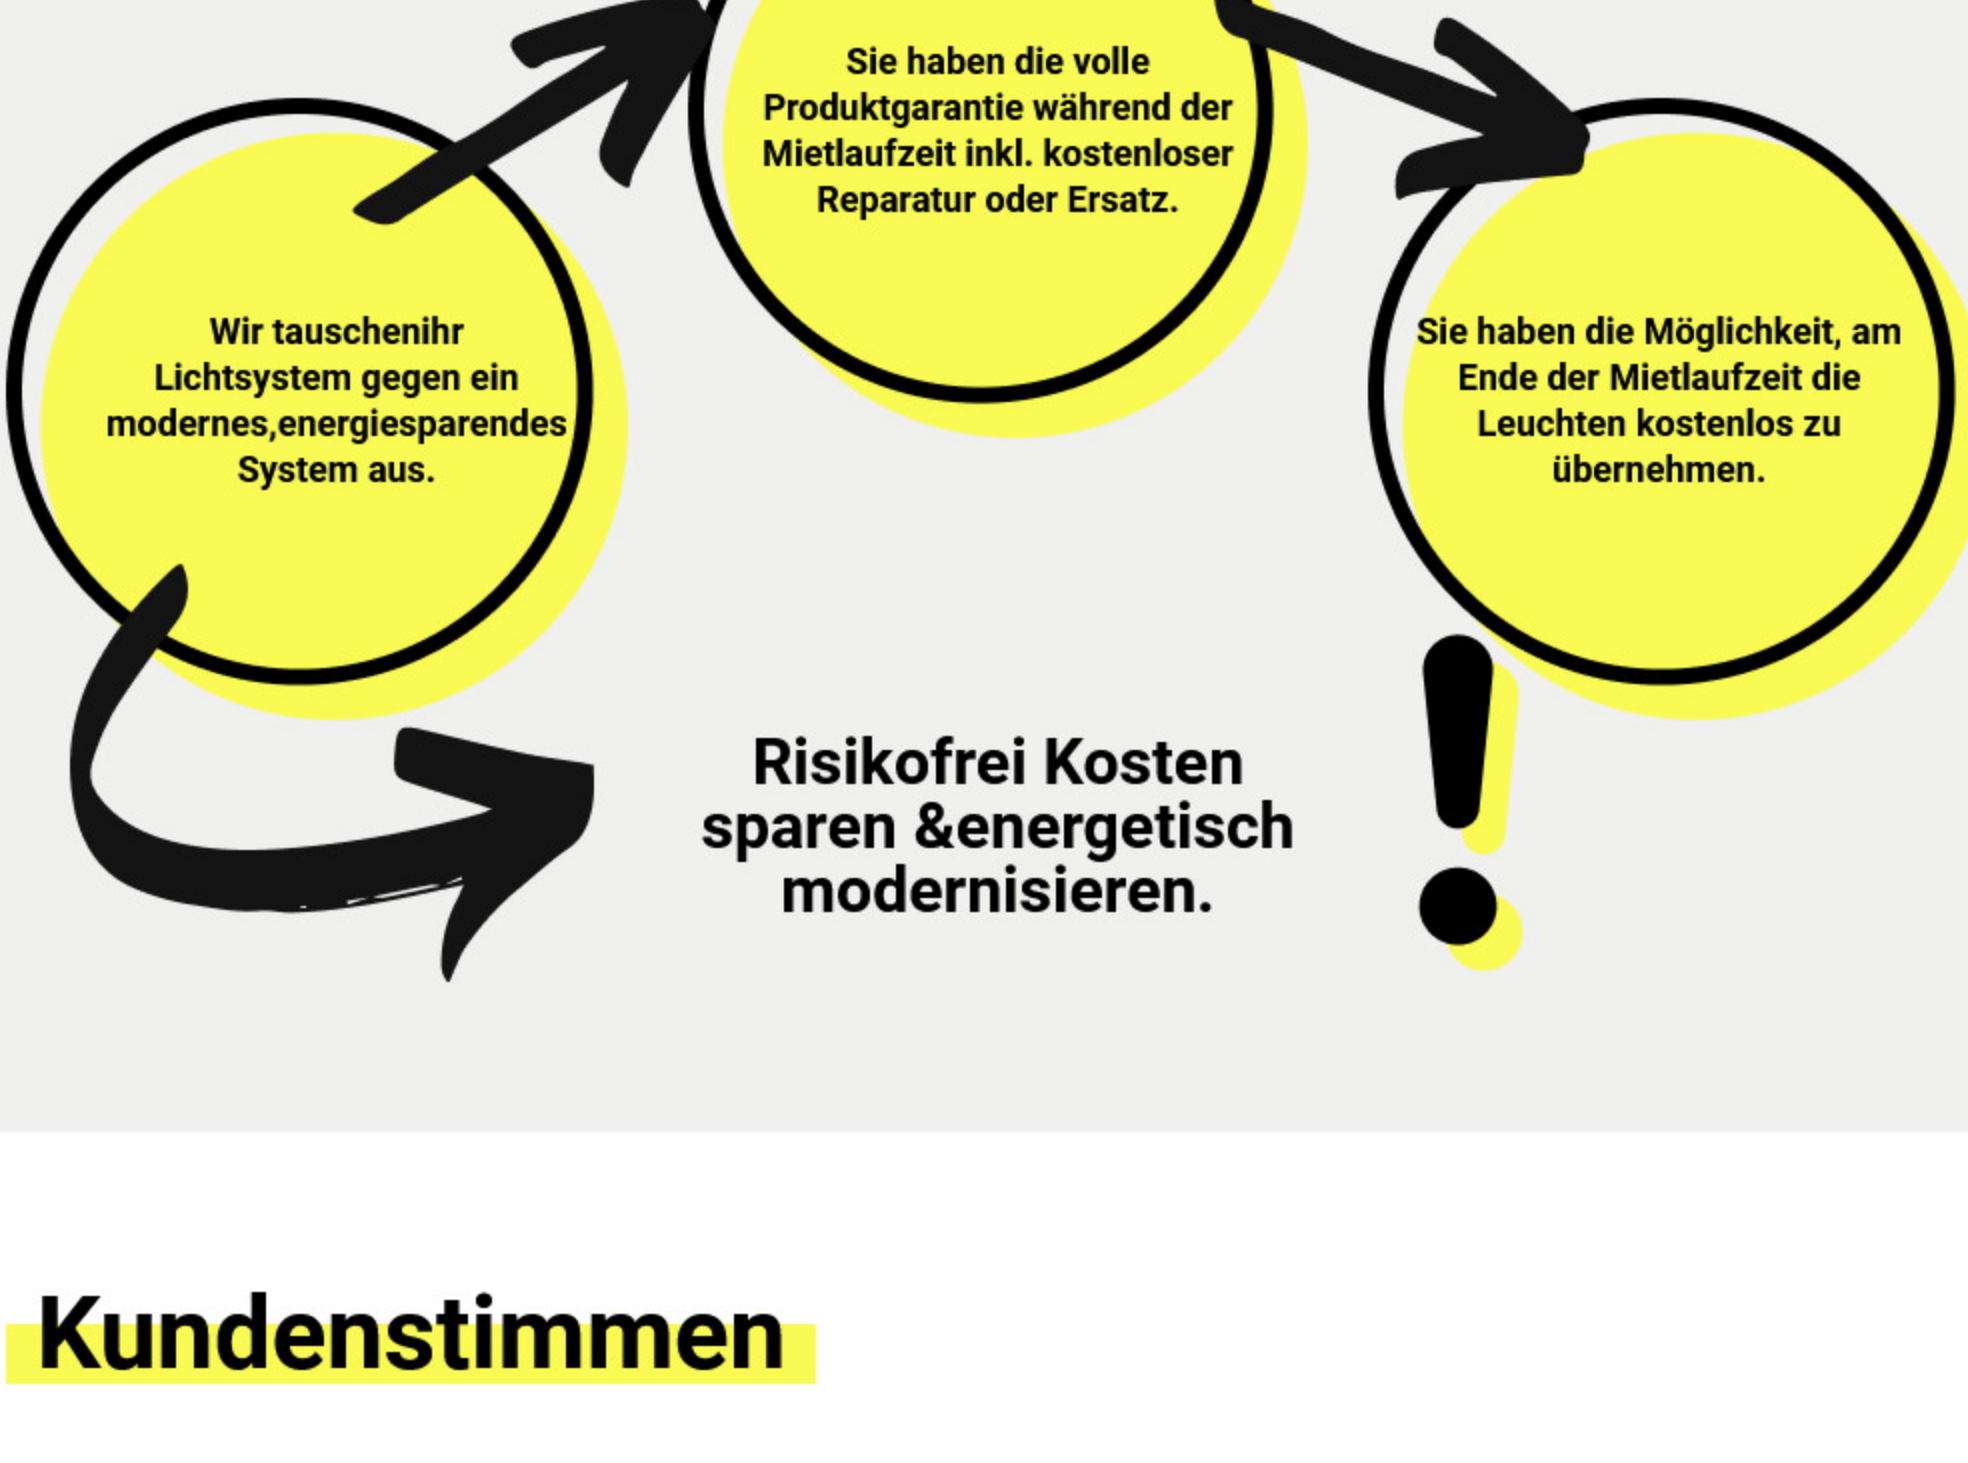 Sie haben die volle
Produktgarantie während der
Mietlaufzeit inkl. kostenloser
Reparatur oder Ersatz.
Wir tauschenihr
Lichtsystem gegen ein
modernes,energiesparendes
System aus.
Sie haben die Möglichkeit, am
Ende der Mietlaufzeit die
Leuchten kostenlos zu
übernehmen.
Risikofrei Kosten
sparen &energetisch
modernisieren.
Kundenstimmen